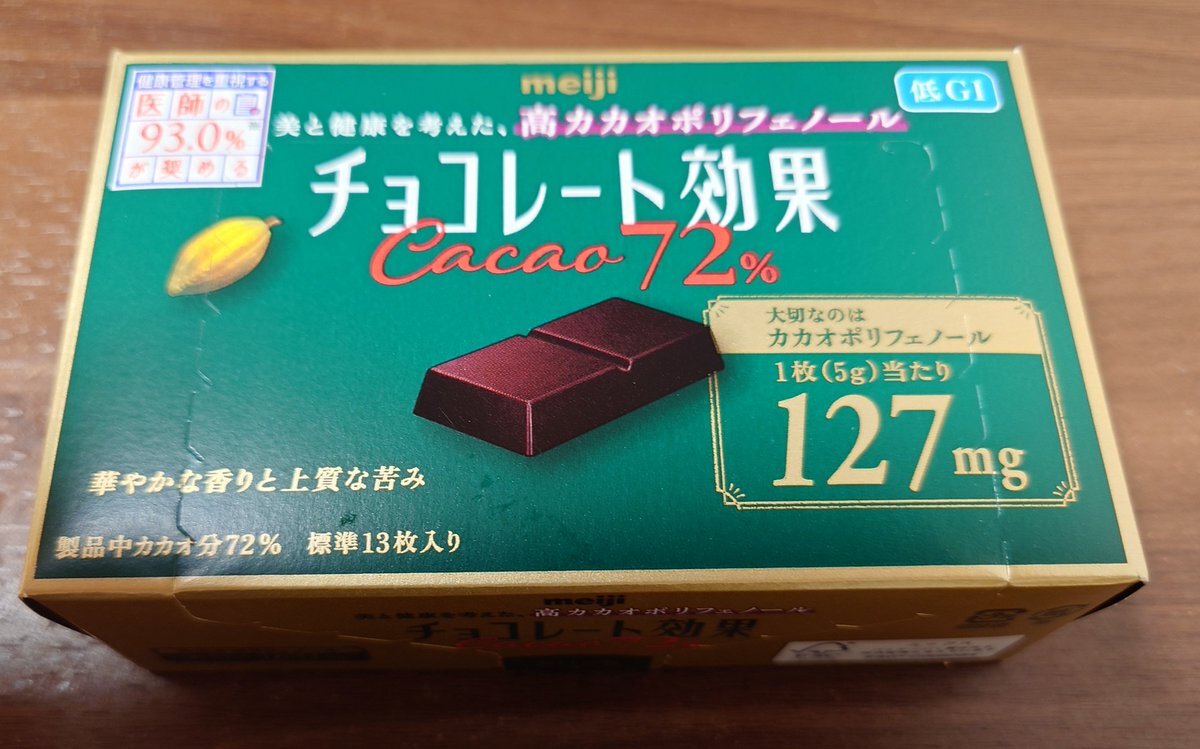 meiji
健康管理を重視する
医師の
93.0%※
が奨める
美と健康を考えた、高カカオポリフェノール
低GI
チョコレート効果
Cacao 72%
大切なのは
カカオポリフェノール
1枚(5g)当たり
127mg
華やかな香りと上質な苦み
製品中カカオ分72% 標準13枚入り
meiji
美と健康を考えた、高カカオポリフェノール
チョコレート効果